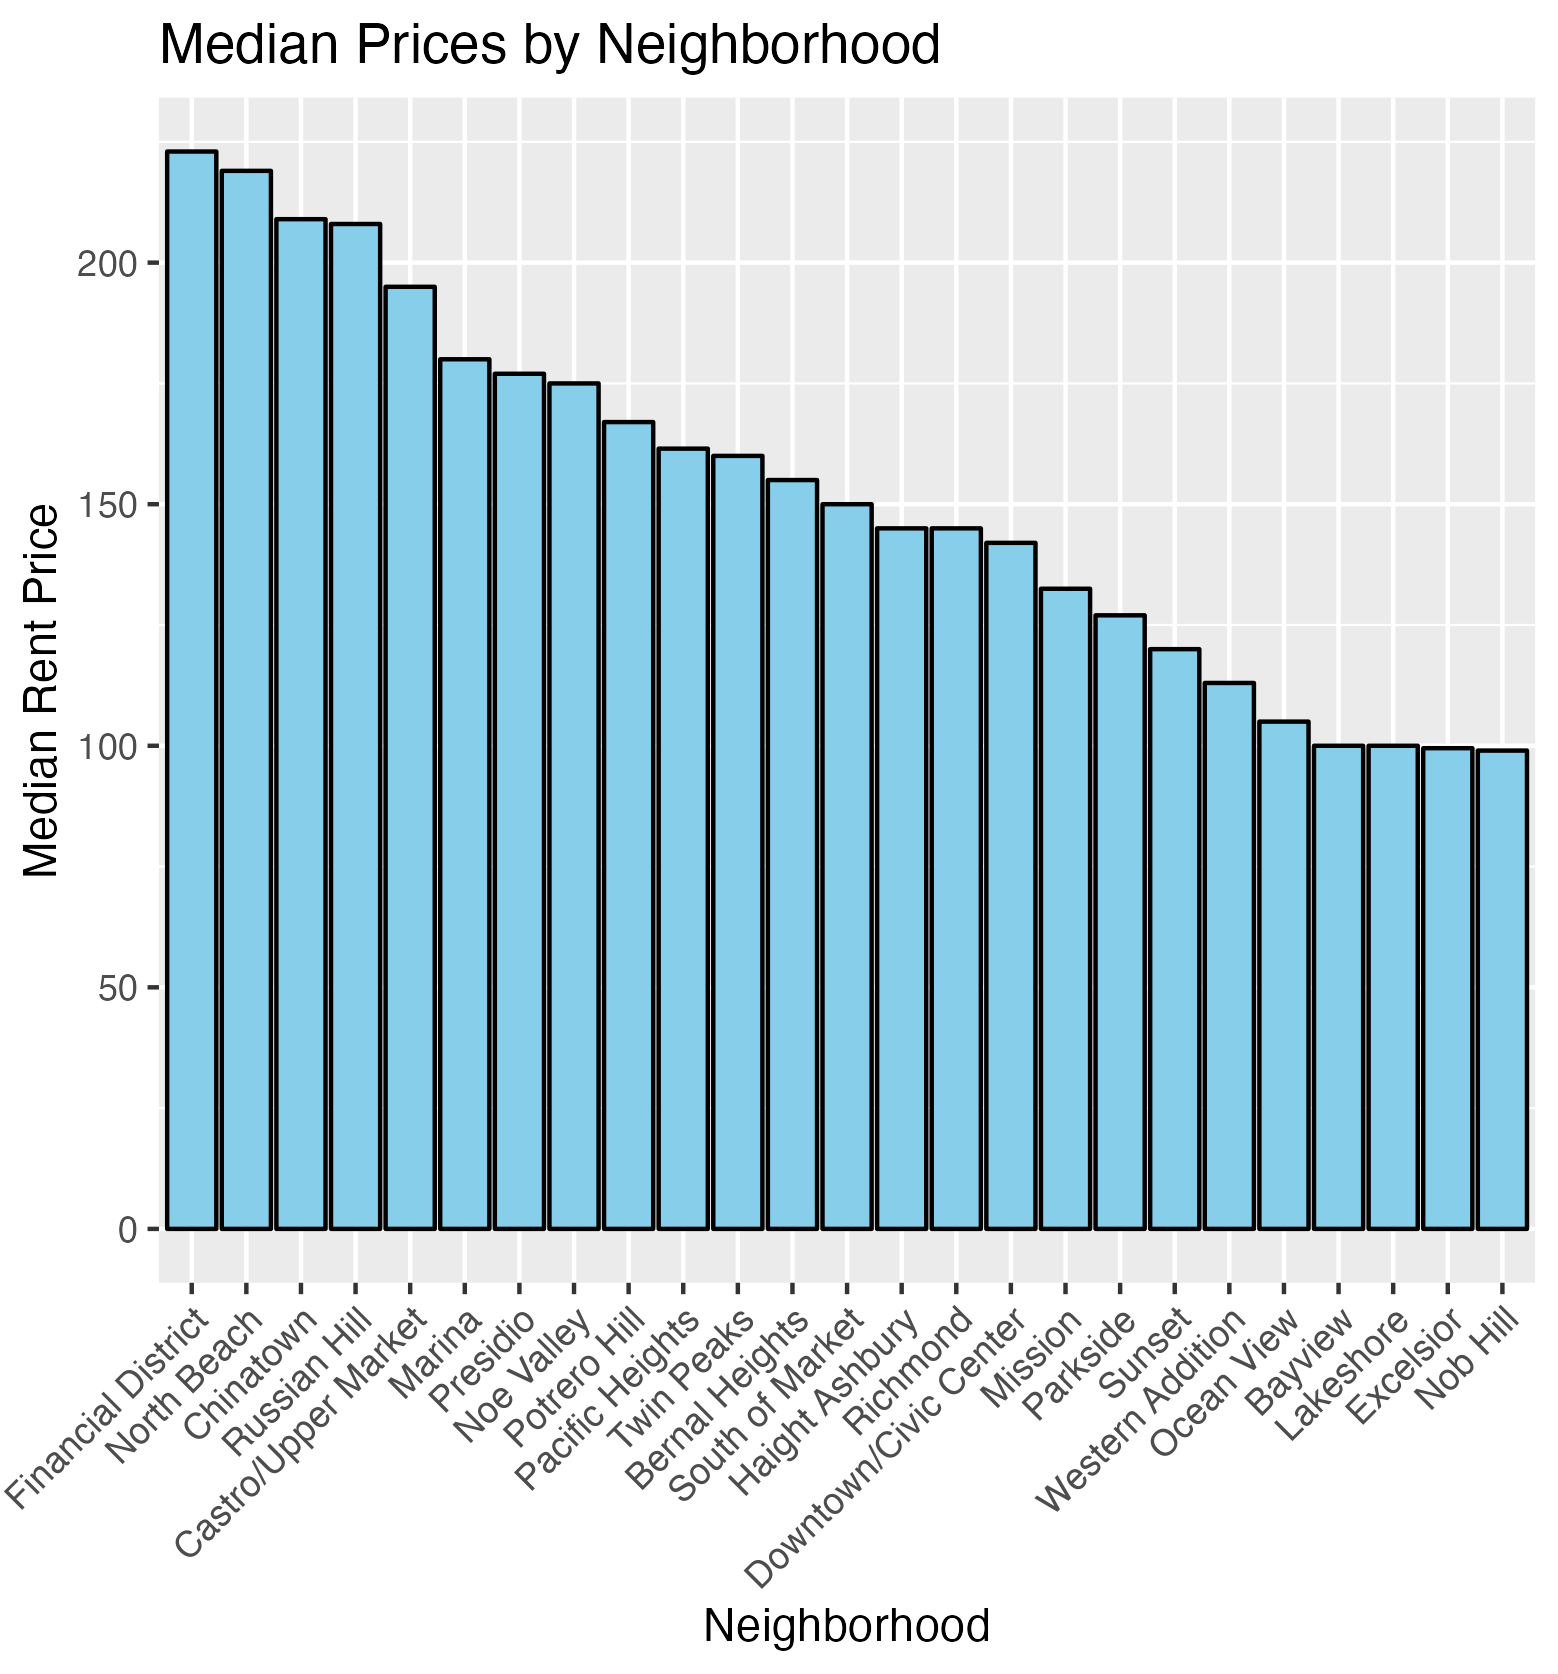 Median Prices by Neighborhood
Median Rent Price
200
150
100
50
0
Financial District
North Beach
Chinatown
Russian Hill
Castro/Upper Market
Marina
Presidio
Noe Valley
Potrero Hill
Pacific Heights
Twin Peaks
Bernal Heights
South of Market
Haight Ashbury
Richmond
Downtown/Civic Center
Mission
Parkside
Sunset
Western Addition
Ocean View
Bayview
Lakeshore
Excelsior
Nob Hill
Neighborhood